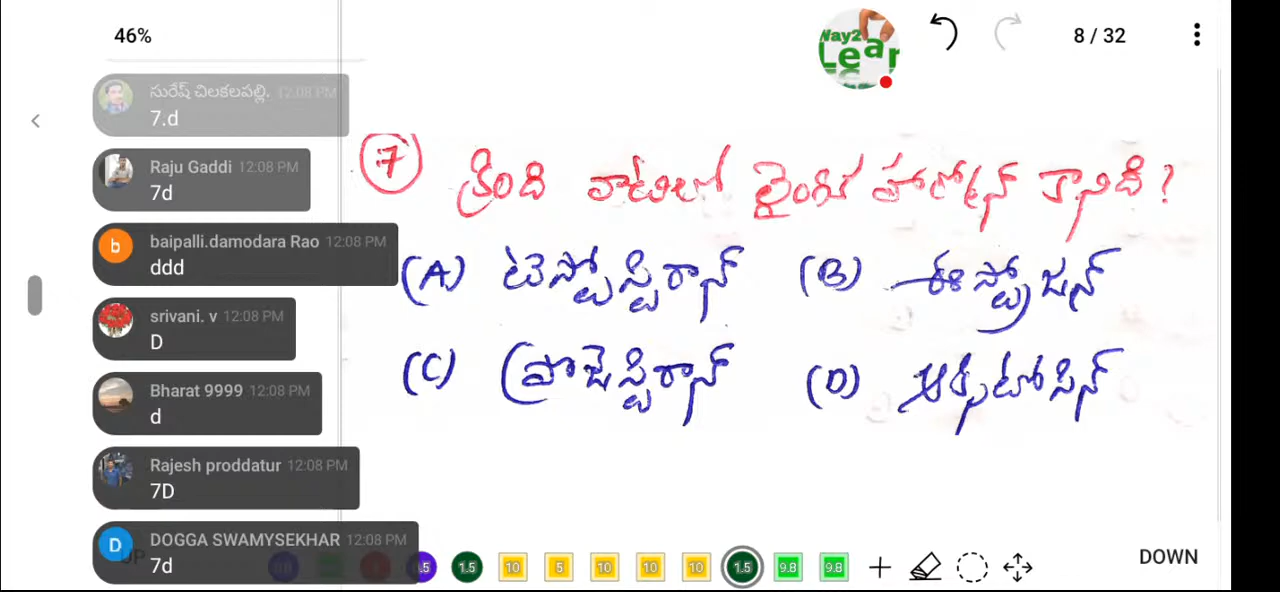 46%
Way2
Lear
8 / 32
సురేష్ చిలకలపల్లి. 12:08 PM
7.d
Raju Gaddi 12:08 PM
7d
baipalli.damodara Rao 12:08 PM
ddd
srivani. v 12:08 PM
D
Bharat 9999 12:08 PM
d
Rajesh proddatur 12:08 PM
7D
DOGGA SWAMYSEKHAR 12:08 PM
7d
7 క్రింది వాటిలో లైంగిక హార్మోన్ కానిది ?
(A) టెస్టోస్టిరాన్ (B) ఈస్ట్రోజన్
(C) ప్రొజెస్టిరాన్ (D) ఆక్సిటోసిన్
.5 1.5 10 5 10 10 10 1.5 9.8 9.8
DOWN